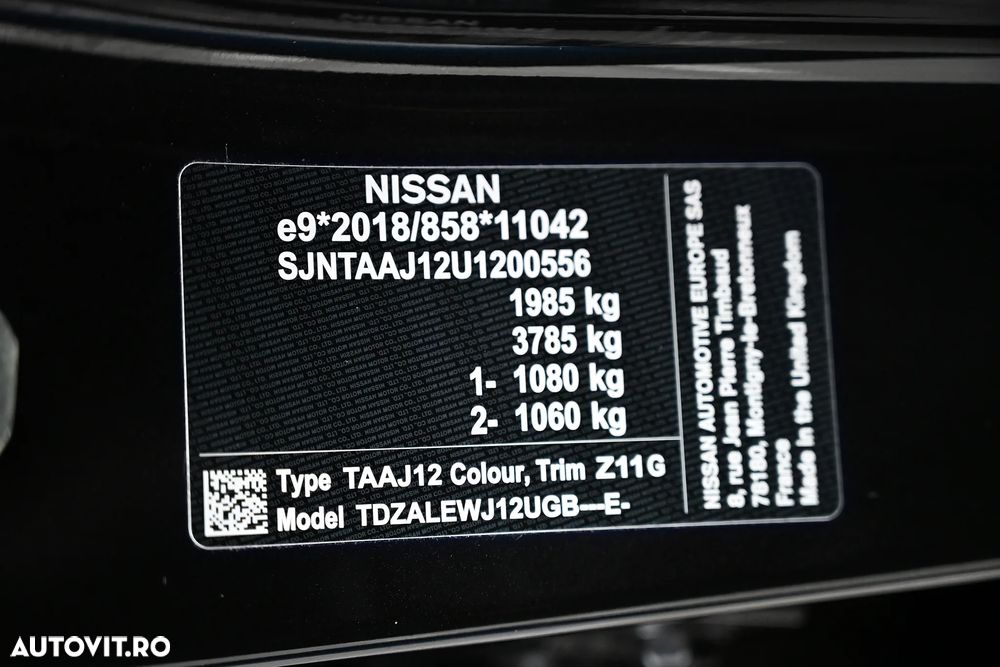 NISSAN
e9*2018/858*11042
SJNTAAJ12U1200556
1985 kg
3785 kg
1- 1080 kg
2- 1060 kg
Type TAAJ12 Colour, Trim Z11G
Model TDZALEWJ12UGB---E-
NISSAN AUTOMOTIVE EUROPE SAS
8, rue Jean Pierre Timbaud
78180, Montigny-le-Bretonneux
France
Made in the United Kingdom
AUTOVIT.RO